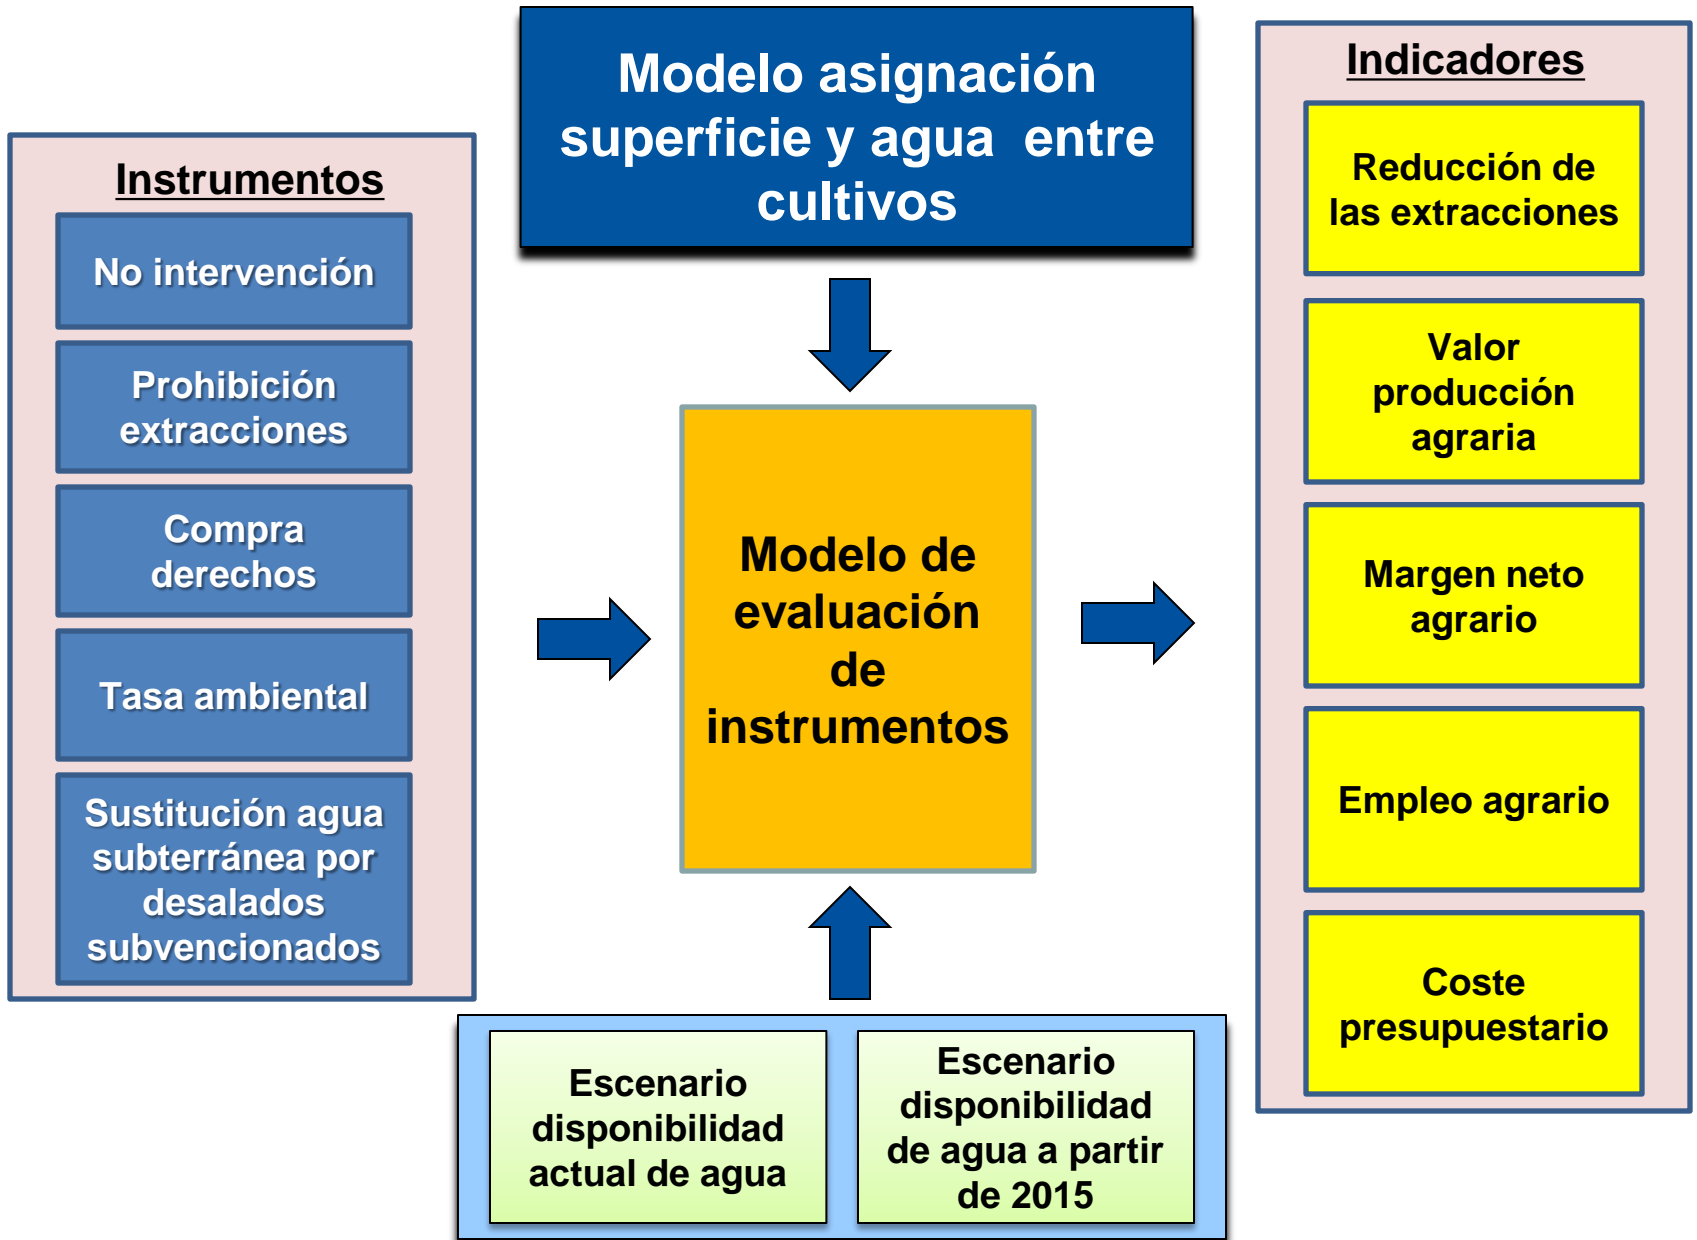 Instrumentos
No intervención
Prohibición
extracciones
Compra
derechos
Tasa ambiental
Sustitución agua
subterránea por
desalados
subvencionados
Modelo asignación
superficie y agua entre
cultivos
Modelo de
evaluación
de
instrumentos
Escenario
disponibilidad
actual de agua
Escenario
disponibilidad
de agua a partir
de 2015
Indicadores
Reducción de
las extracciones
Valor
producción
agraria
Margen neto
agrario
Empleo agrario
Coste
presupuestario